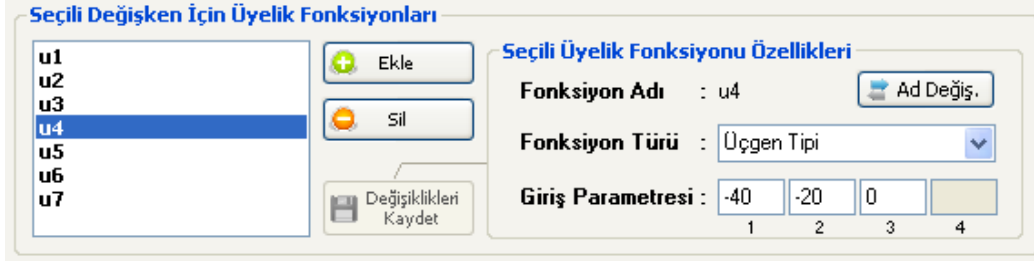 Seçili Değişken İçin Üyelik Fonksiyonları
u1
u2
u3
u4
u5
u6
u7
Ekle
Sil
Değişiklikleri
Kaydet
Seçili Üyelik Fonksiyonu Özellikleri
Fonksiyon Adı : u4 Ad Değiş.
Fonksiyon Türü : Üçgen Tipi
Giriş Parametresi : -40 -20 0
1 2 3 4